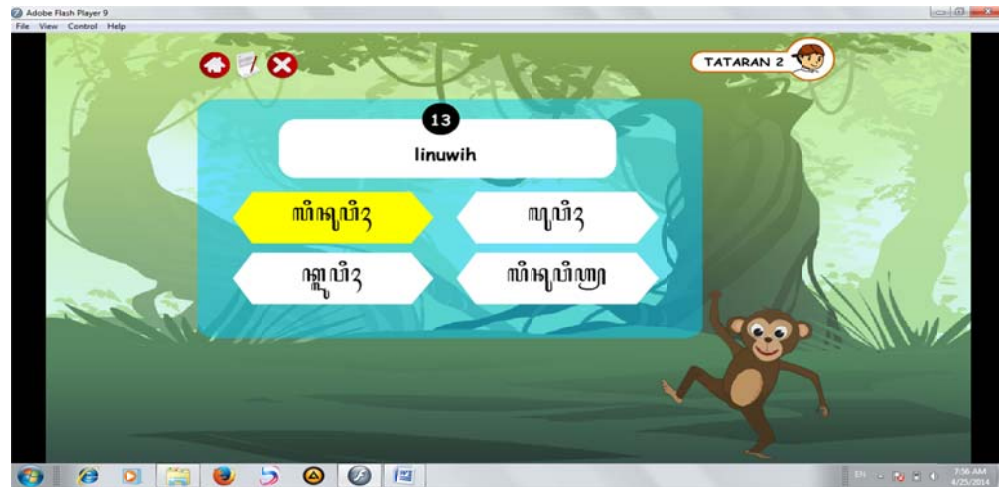 Adobe Flash Player 9
File View Control Help
TATARAN 2
13
linuwih
ꦭꦶꦤꦸꦮꦶꦃ
ꦭꦸꦮꦶꦃ
ꦭꦶꦤꦸꦮꦶꦲ꧀
EN
7:56 AM
4/25/2014